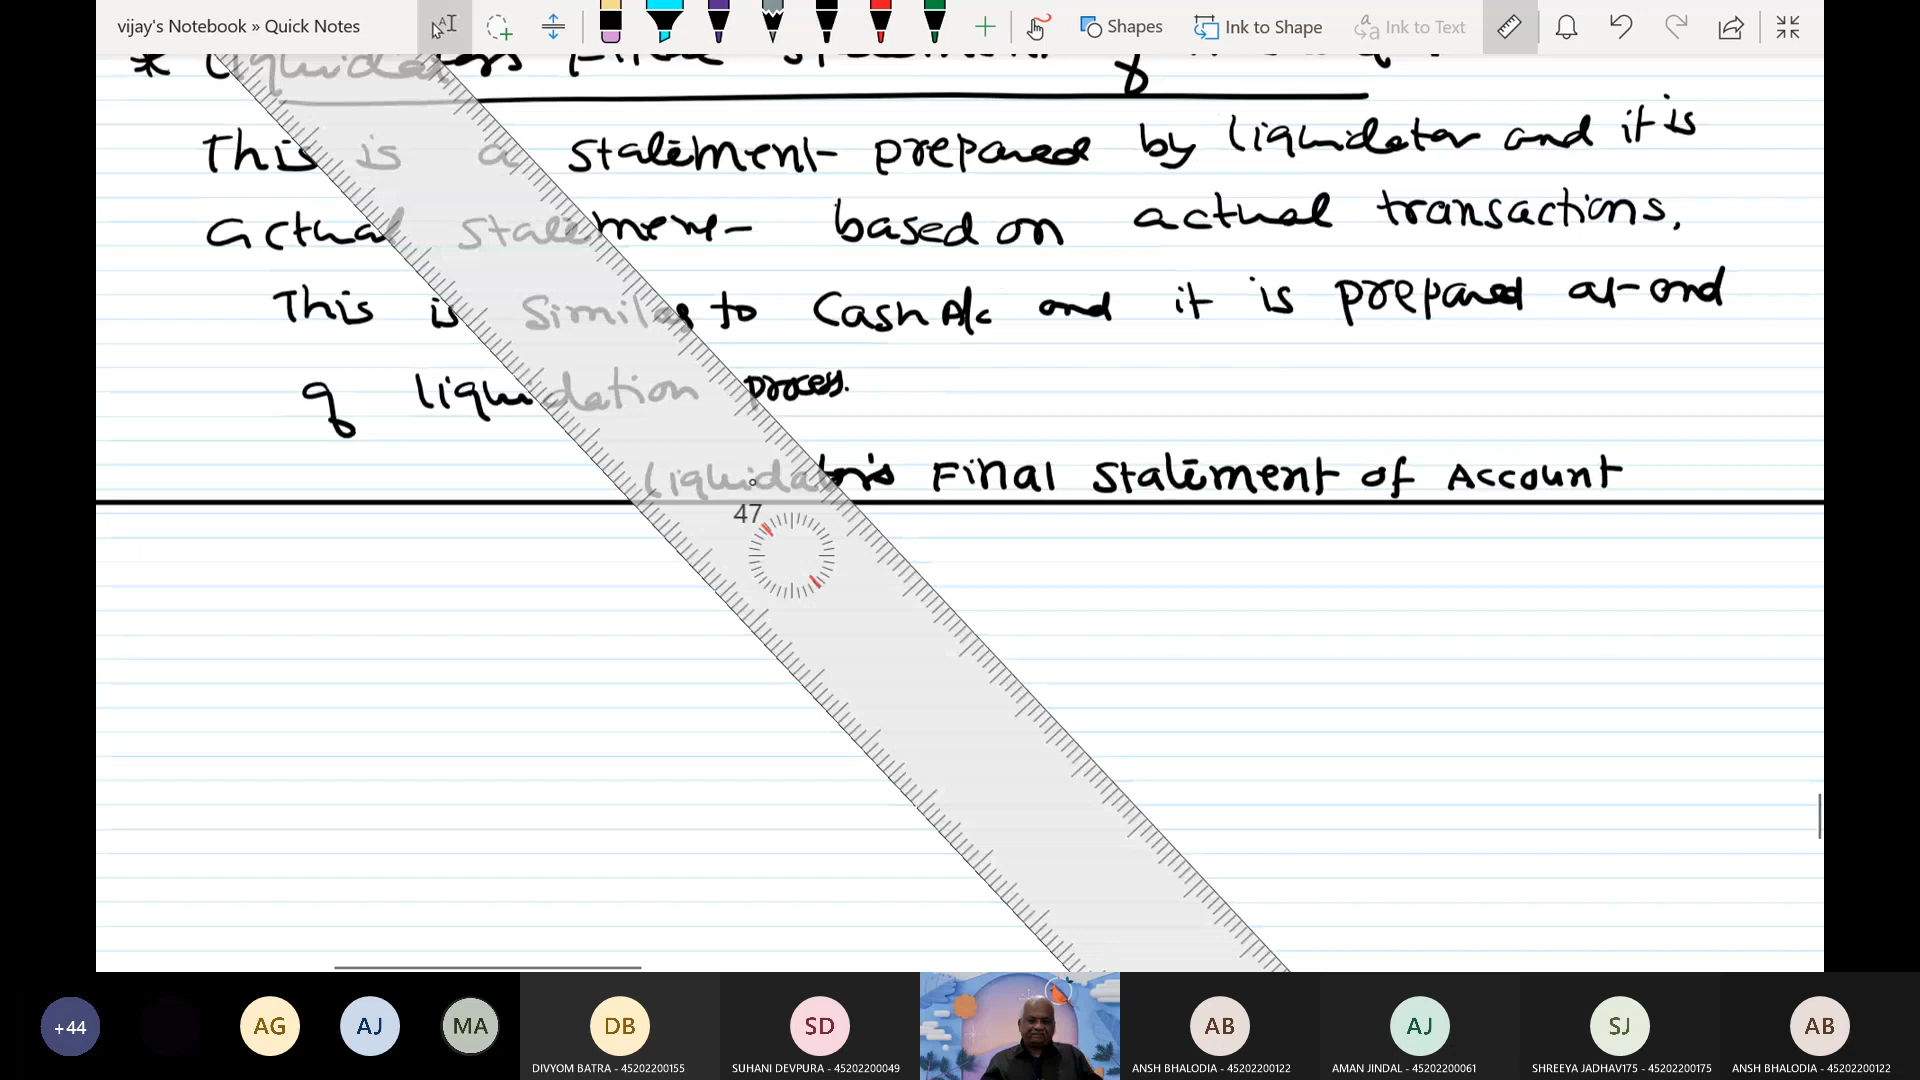 vijay's Notebook » Quick Notes
Shapes
Ink to Shape
Ink to Text
This is a statement prepared by liquidator and it is
actual statement based on actual transactions.
This is similar to Cash A/c and it is prepared at end
of liquidation process.
Liquidator's Final Statement of Account
47
+44
AG
AJ
MA
DB
SD
AB
AJ
SJ
AB
DIVYOM BATRA - 45202200155
SUHANI DEVPURA - 45202200049
ANSH BHALODIA - 45202200122
AMAN JINDAL - 45202200061
SHREEYA JADHAV175 - 45202200175
ANSH BHALODIA - 45202200122